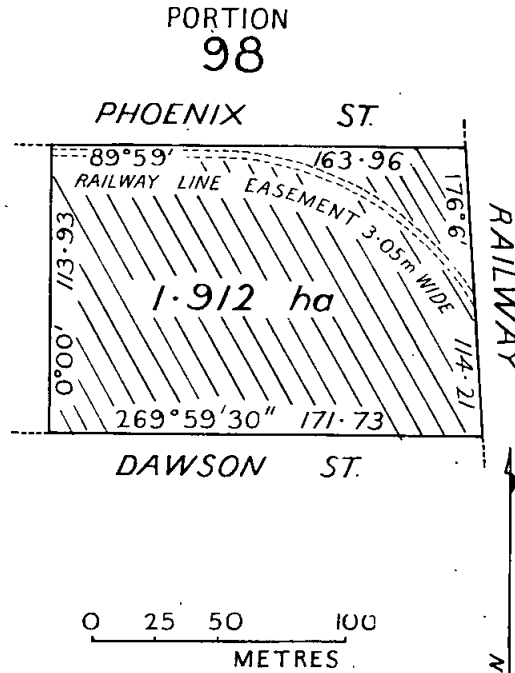 PORTION
98
PHOENIX ST.
89°59' 163·96
RAILWAY LINE EASEMENT 3·05m WIDE
176°6'
114·21
RAILWAY
113·93
0°00'
1·912 ha
269°59'30" 171·73
DAWSON ST.
0 25 50 100
METRES
N